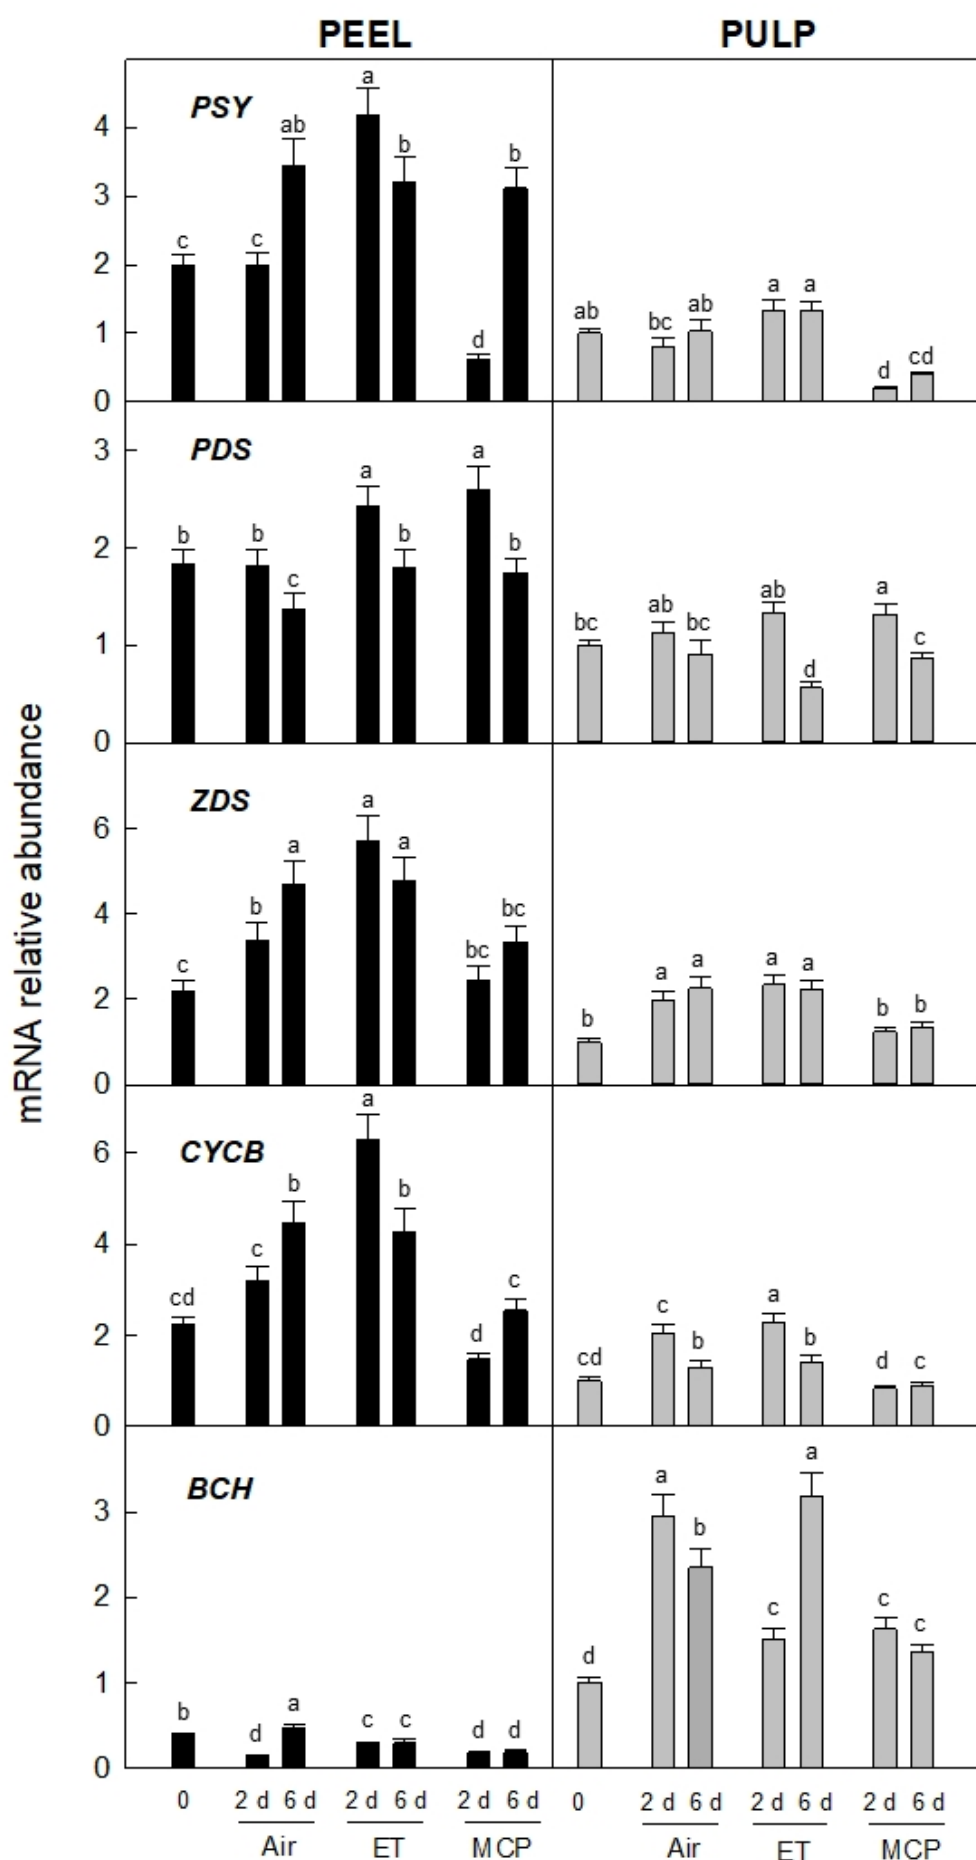 PEEL PULP
a
PSY
ab
4
b b
3
c c
a a
2
ab ab
bc
1
d
d cd
0
PDS
3
a a
b b b b
2
c
ab ab a
bc bc c
1
d
0
ZDS
a
6
a a
b
4
bc bc
c
a a a a
2
b b b
0
a
CYCB
6
b b
4
c
cd c
a
c
2
d
b b
cd d c
0
BCH
a
a
3
b
2
c c c
d
1
b a
d c c d d
0
0 2 d 6 d 2 d 6 d 2 d 6 d 0 2 d 6 d 2 d 6 d 2 d 6 d
Air ET MCP Air ET MCP
mRNA relative abundance